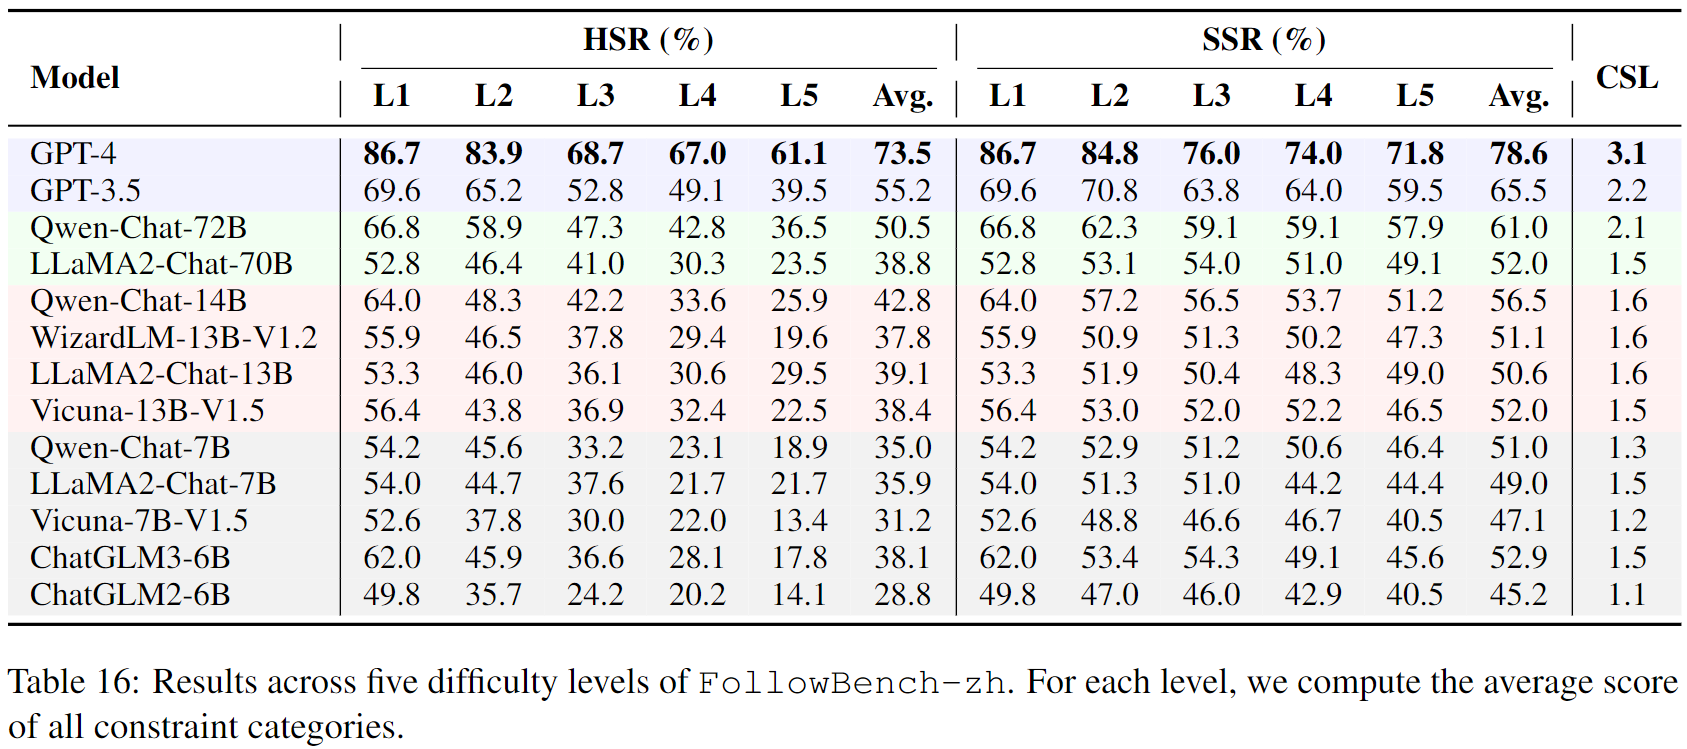 Model HSR (%) SSR (%) CSL
L1 L2 L3 L4 L5 Avg. L1 L2 L3 L4 L5 Avg.
GPT-4 86.7 83.9 68.7 67.0 61.1 73.5 86.7 84.8 76.0 74.0 71.8 78.6 3.1
GPT-3.5 69.6 65.2 52.8 49.1 39.5 55.2 69.6 70.8 63.8 64.0 59.5 65.5 2.2
Qwen-Chat-72B 66.8 58.9 47.3 42.8 36.5 50.5 66.8 62.3 59.1 59.1 57.9 61.0 2.1
LLaMA2-Chat-70B 52.8 46.4 41.0 30.3 23.5 38.8 52.8 53.1 54.0 51.0 49.1 52.0 1.5
Qwen-Chat-14B 64.0 48.3 42.2 33.6 25.9 42.8 64.0 57.2 56.5 53.7 51.2 56.5 1.6
WizardLM-13B-V1.2 55.9 46.5 37.8 29.4 19.6 37.8 55.9 50.9 51.3 50.2 47.3 51.1 1.6
LLaMA2-Chat-13B 53.3 46.0 36.1 30.6 29.5 39.1 53.3 51.9 50.4 48.3 49.0 50.6 1.6
Vicuna-13B-V1.5 56.4 43.8 36.9 32.4 22.5 38.4 56.4 53.0 52.0 52.2 46.5 52.0 1.5
Qwen-Chat-7B 54.2 45.6 33.2 23.1 18.9 35.0 54.2 52.9 51.2 50.6 46.4 51.0 1.3
LLaMA2-Chat-7B 54.0 44.7 37.6 21.7 21.7 35.9 54.0 51.3 51.0 44.2 44.4 49.0 1.5
Vicuna-7B-V1.5 52.6 37.8 30.0 22.0 13.4 31.2 52.6 48.8 46.6 46.7 40.5 47.1 1.2
ChatGLM3-6B 62.0 45.9 36.6 28.1 17.8 38.1 62.0 53.4 54.3 49.1 45.6 52.9 1.5
ChatGLM2-6B 49.8 35.7 24.2 20.2 14.1 28.8 49.8 47.0 46.0 42.9 40.5 45.2 1.1
Table 16: Results across five difficulty levels of FollowBench-zh. For each level, we compute the average score
of all constraint categories.